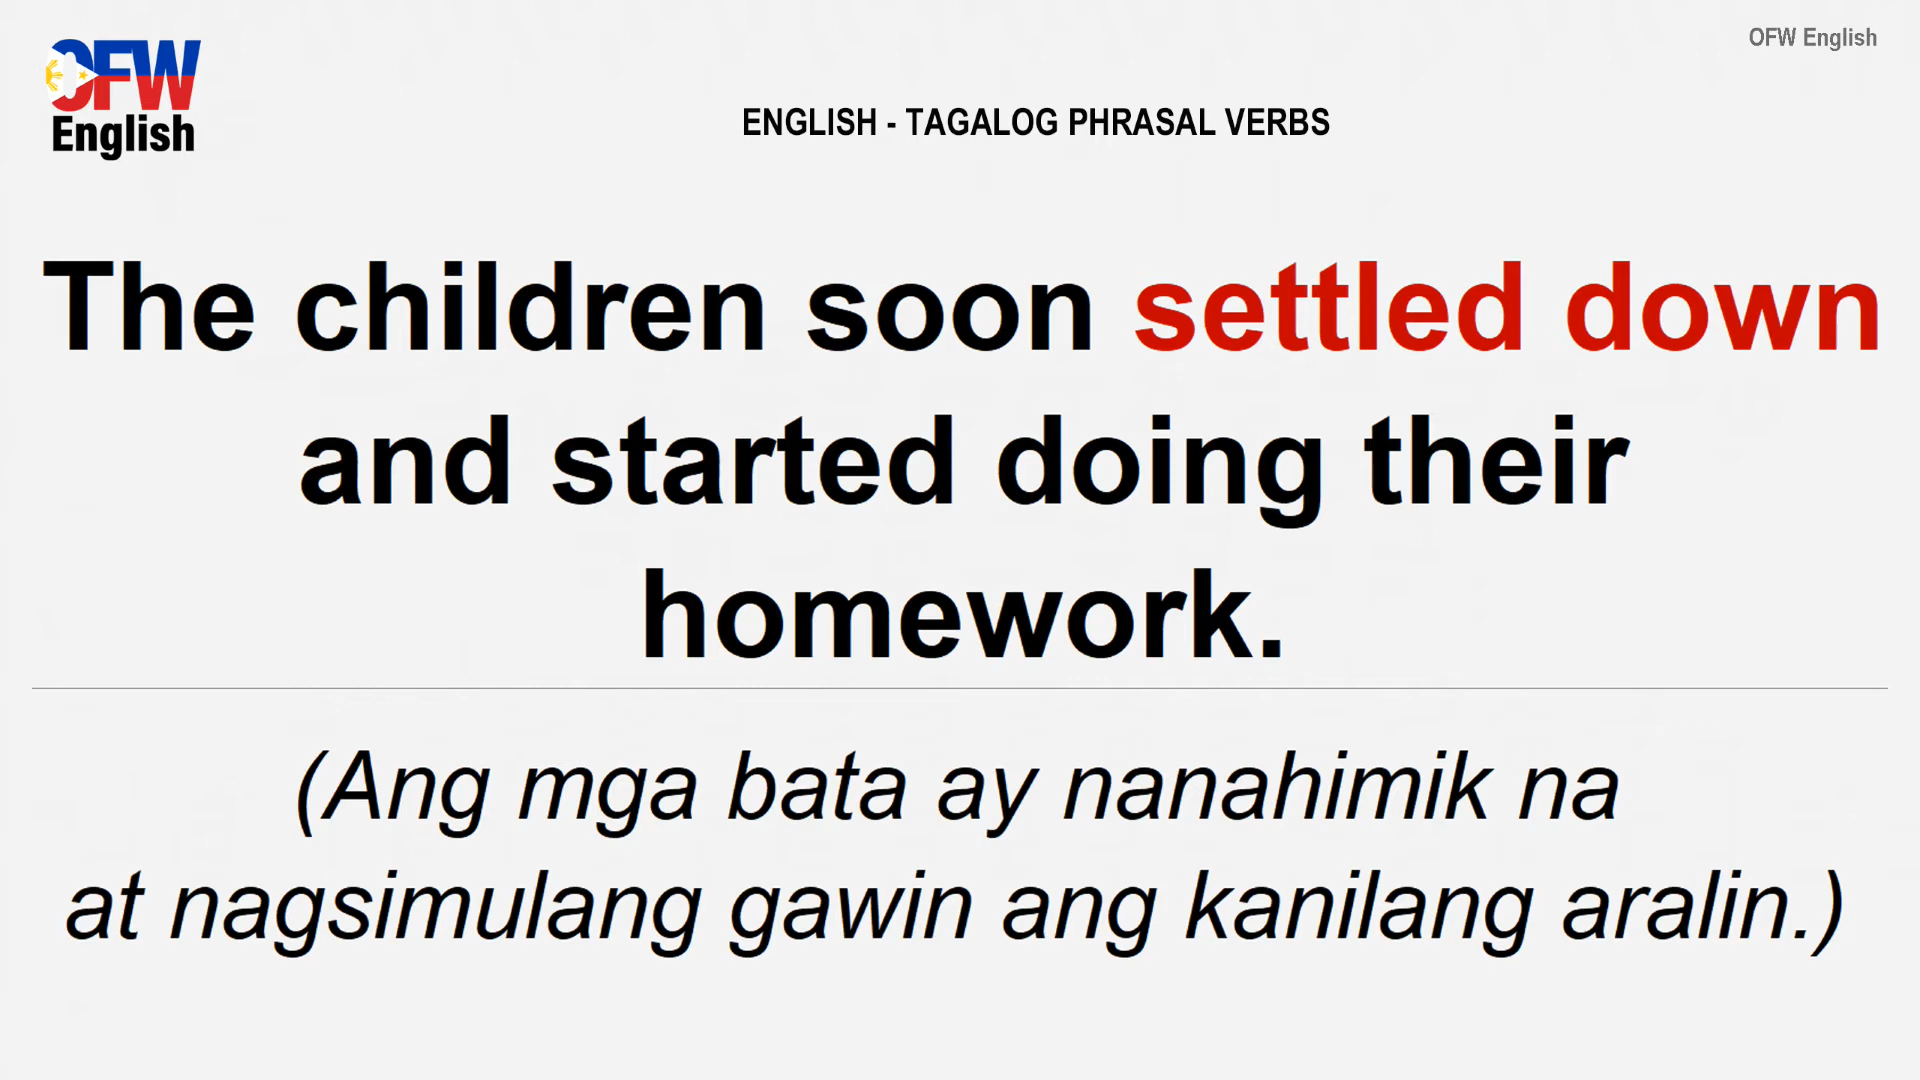 OFW English
OFW
English
ENGLISH - TAGALOG PHRASAL VERBS
The children soon settled down
and started doing their
homework.
(Ang mga bata ay nanahimik na
at nagsimulang gawin ang kanilang aralin.)